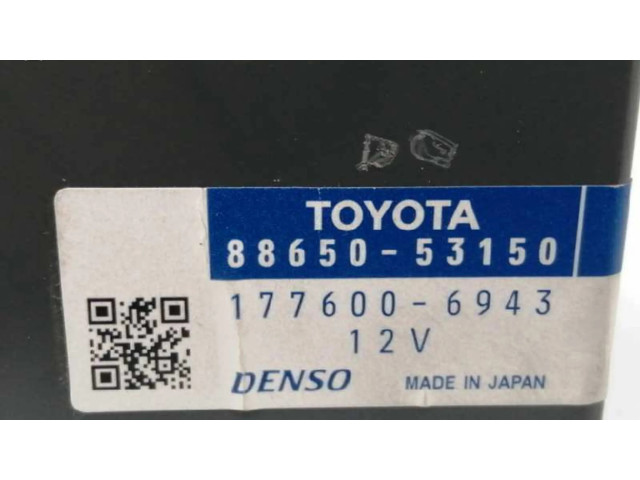 TOYOTA
88650-53150
177600-6943
12V
DENSO MADE IN JAPAN